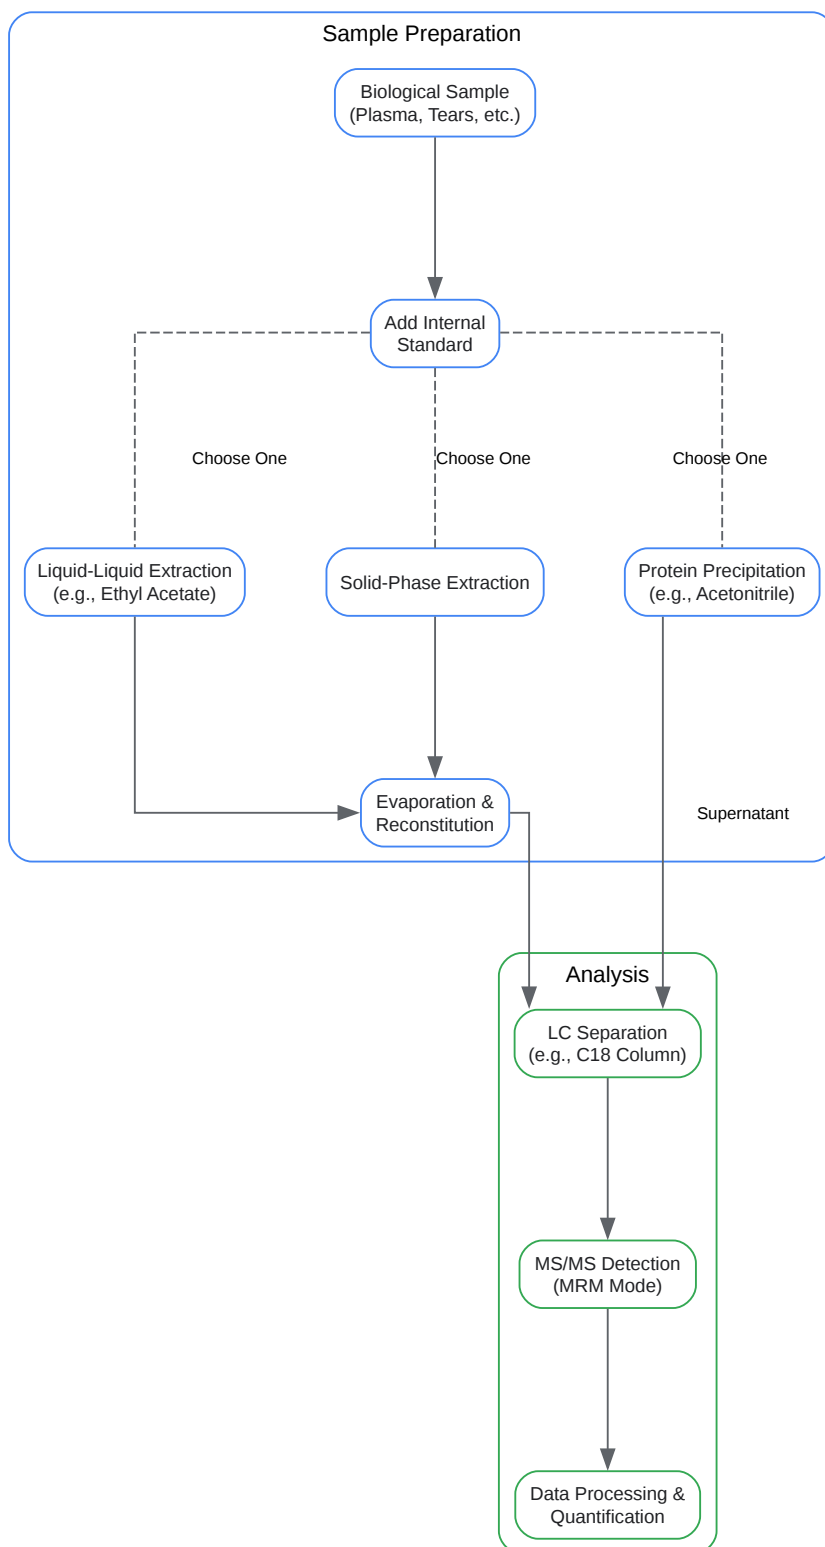 Sample Preparation
Biological Sample
(Plasma, Tears, etc.)
Add Internal
Standard
Choose One
Choose One
Choose One
Liquid-Liquid Extraction
(e.g., Ethyl Acetate)
Solid-Phase Extraction
Protein Precipitation
(e.g., Acetonitrile)
Evaporation &
Reconstitution
Supernatant
Analysis
LC Separation
(e.g., C18 Column)
MS/MS Detection
(MRM Mode)
Data Processing &
Quantification